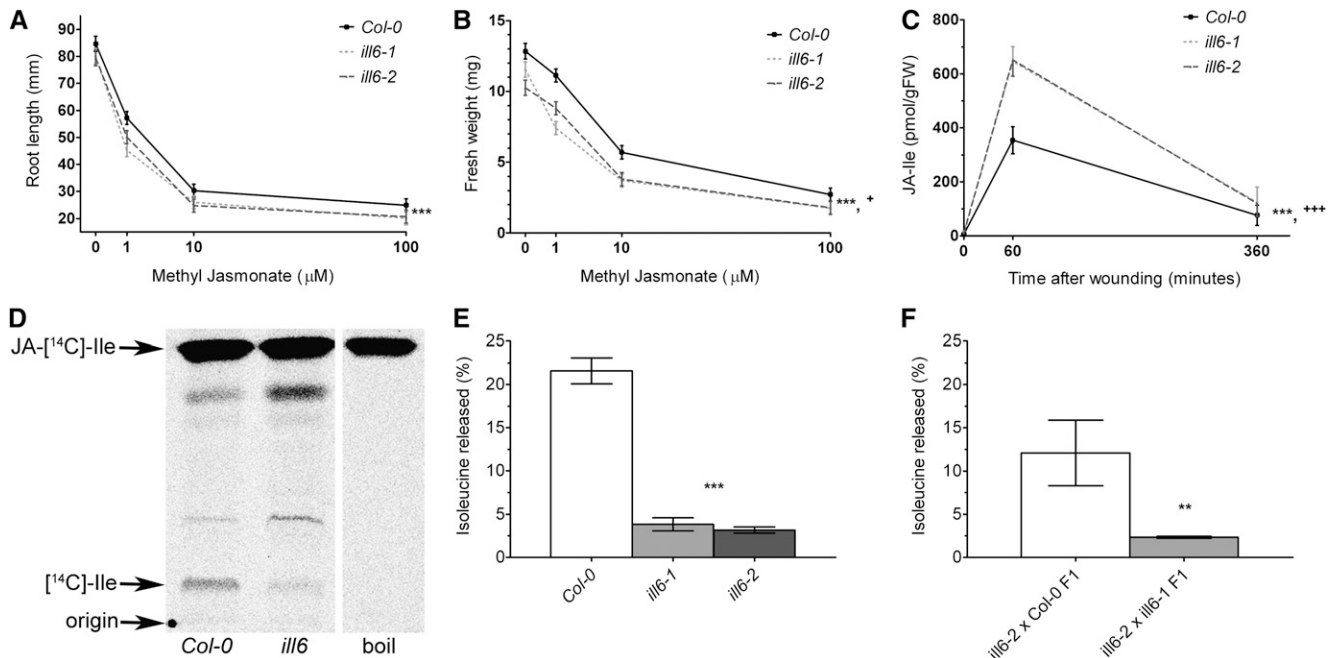 A
Root length (mm)
90
80
70
60
50
40
30
20
0
1
10
100
Methyl Jasmonate (μM)
Col-0
ill6-1
ill6-2
***
B
Fresh weight (mg)
15
10
5
0
0
1
10
100
Methyl Jasmonate (μM)
Col-0
ill6-1
ill6-2
***, +
C
JA-Ile (pmol/gFW)
800
600
400
200
0
0
60
360
Time after wounding (minutes)
Col-0
ill6-1
ill6-2
***, +++
D
JA-[¹⁴C]-Ile
[¹⁴C]-Ile
origin
Col-0
ill6
boil
E
Isoleucine released (%)
25
20
15
10
5
0
***
Col-0
ill6-1
ill6-2
F
Isoleucine released (%)
25
20
15
10
5
0
**
ill6-2 x Col-0 F1
ill6-2 x ill6-1 F1